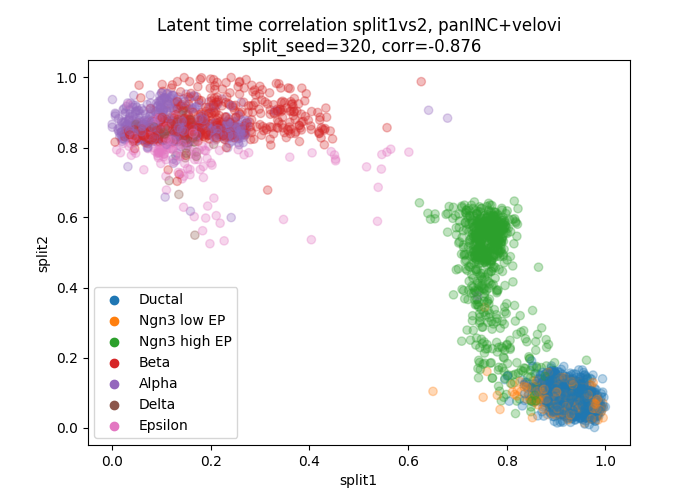 Latent time correlation split1vs2, panINC+velovi
split_seed=320, corr=-0.876
1.0
0.8
0.6
0.4
0.2
0.0
split2
Ductal
Ngn3 low EP
Ngn3 high EP
Beta
Alpha
Delta
Epsilon
0.0 0.2 0.4 0.6 0.8 1.0
split1